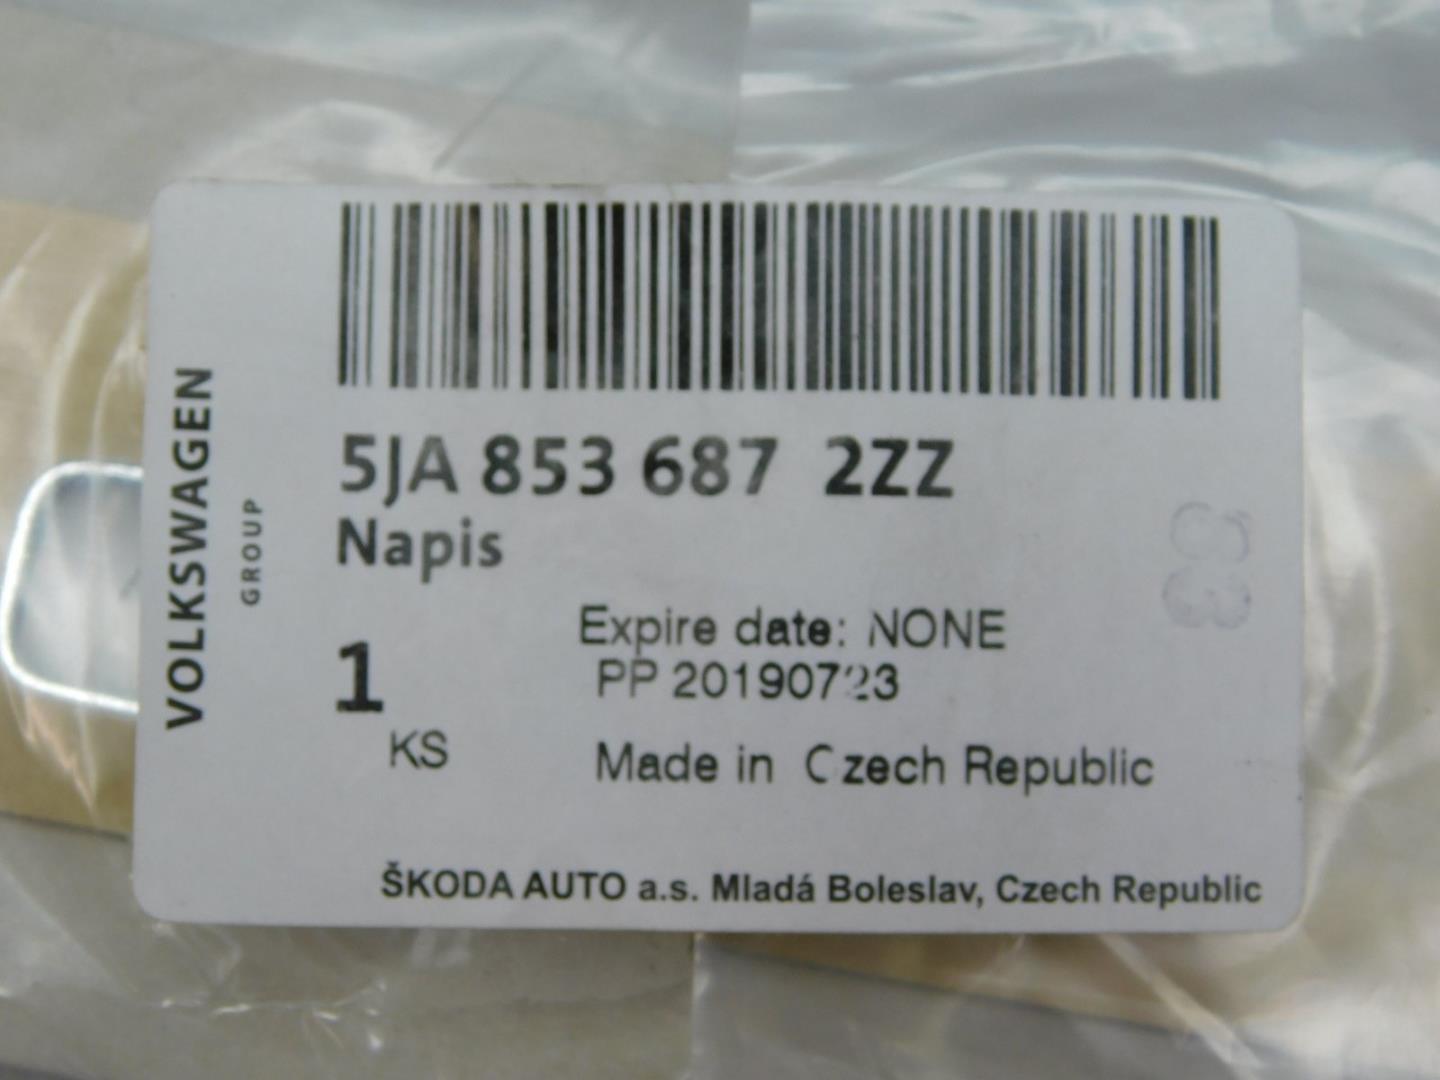 VOLKSWAGEN
GROUP
5JA 853 687 2ZZ
Napis
Expire date: NONE
1
PP 20190723
KS
Made in Czech Republic
ŠKODA AUTO a.s. Mladá Boleslav, Czech Republic